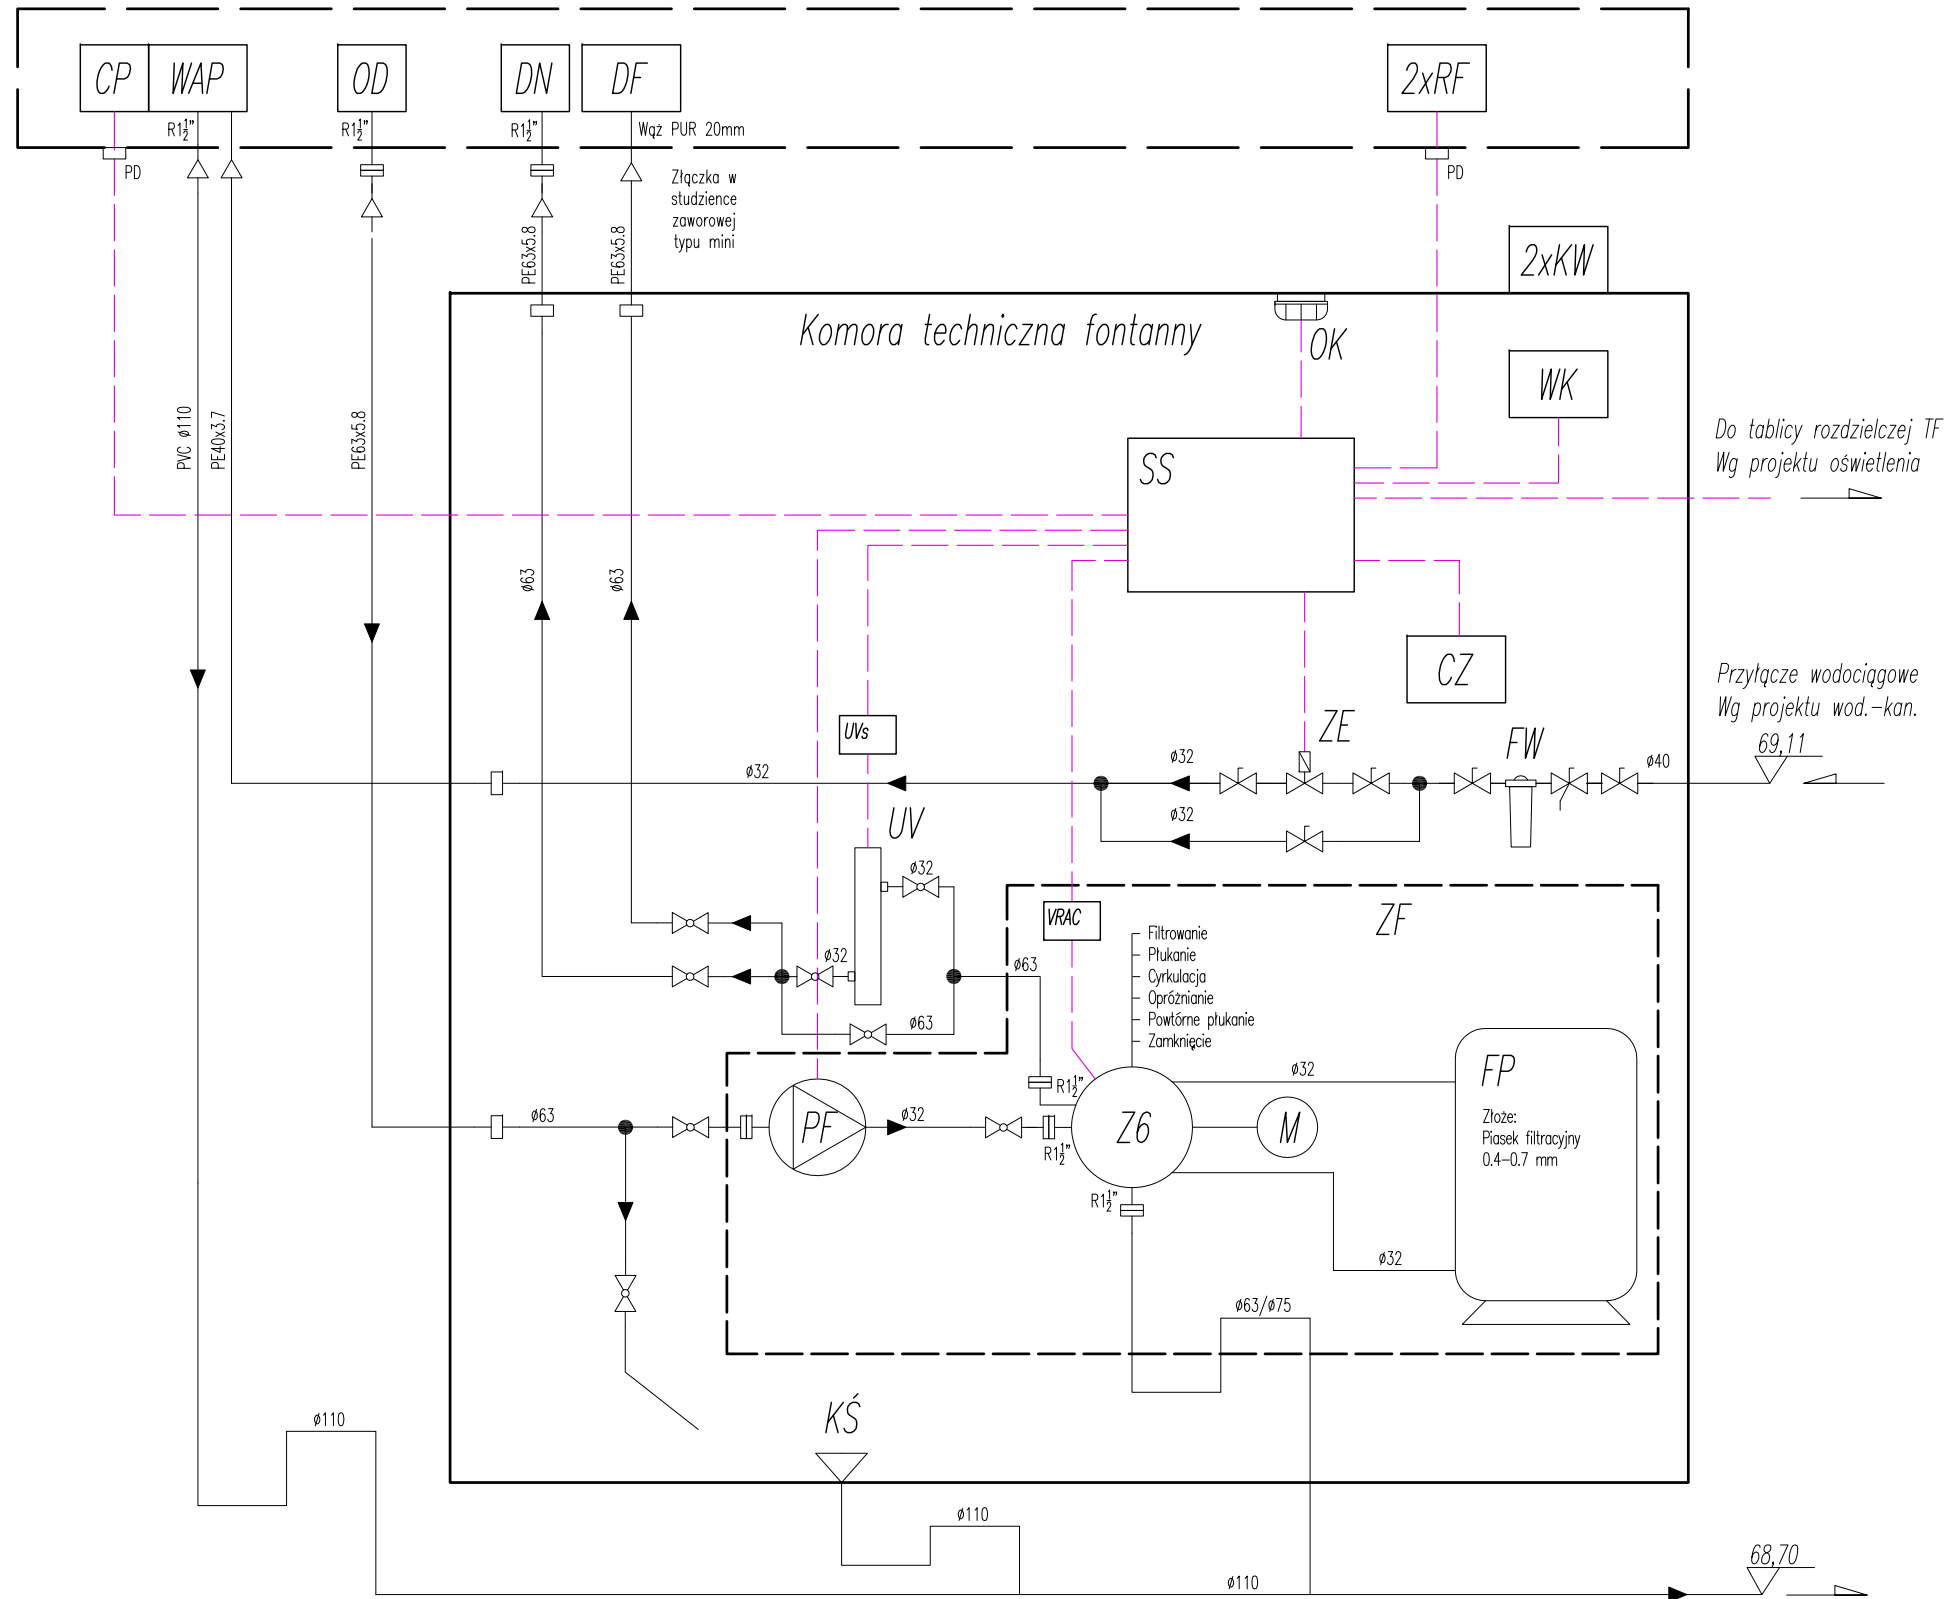 CP
WAP
OD
DN
DF
2xRF
R1½"
R1½"
R1½"
Wąż PUR 20mm
PD
PD
Złączka w
studzience
zaworowej
typu mini
PE63x5.8
PE63x5.8
2xKW
Komora techniczna fontanny
OK
WK
PVC ø110
PE40x3.7
PE63x5.8
SS
Do tablicy rozdzielczej TF
Wg projektu oświetlenia
ø63
ø63
CZ
Przyłącze wodociągowe
Wg projektu wod.-kan.
UVs
ZE
FW
69,11
ø32
ø32
ø40
ø32
UV
ø32
VRAC
ZF
Filtrowanie
Płukanie
Cyrkulacja
Opróżnianie
Powtórne płukanie
Zamknięcie
ø32
ø63
ø63
R1½"
ø32
FP
Złoże:
Piasek filtracyjny
0.4-0.7 mm
ø63
PF
ø32
R1½"
Z6
M
R1½"
ø32
ø63/ø75
KŚ
ø110
ø110
ø110
68,70